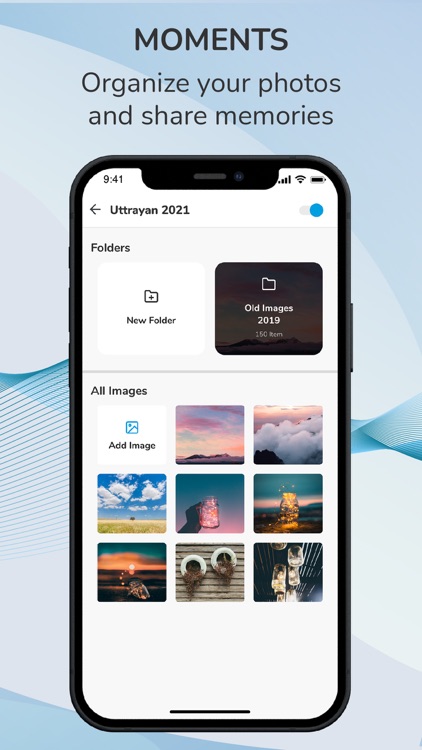 MOMENTS
Organize your photos
and share memories
9:41
Uttrayan 2021
Folders
New Folder
Old Images
2019
150 Item
All Images
Add Image